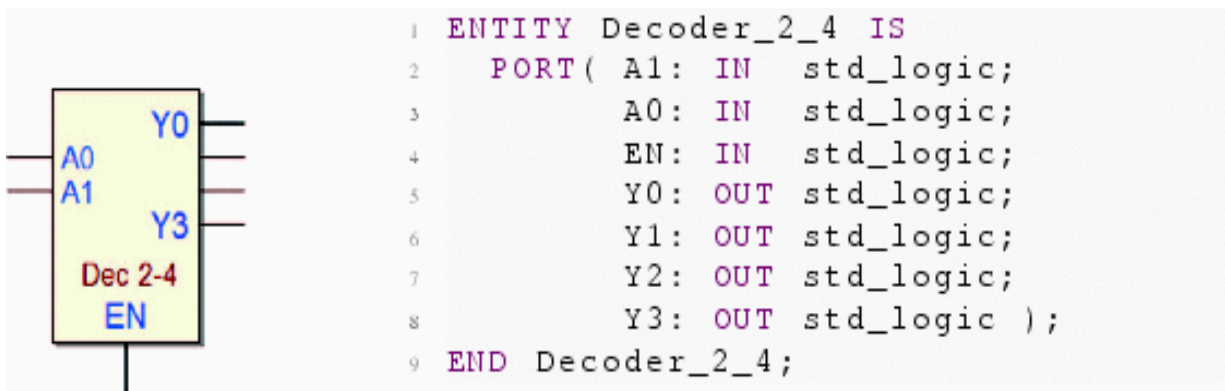 Y0
A0
A1
Y3
Dec 2-4
EN
1 ENTITY Decoder_2_4 IS
2 PORT( A1: IN std_logic;
3 A0: IN std_logic;
4 EN: IN std_logic;
5 Y0: OUT std_logic;
6 Y1: OUT std_logic;
7 Y2: OUT std_logic;
8 Y3: OUT std_logic );
9 END Decoder_2_4;